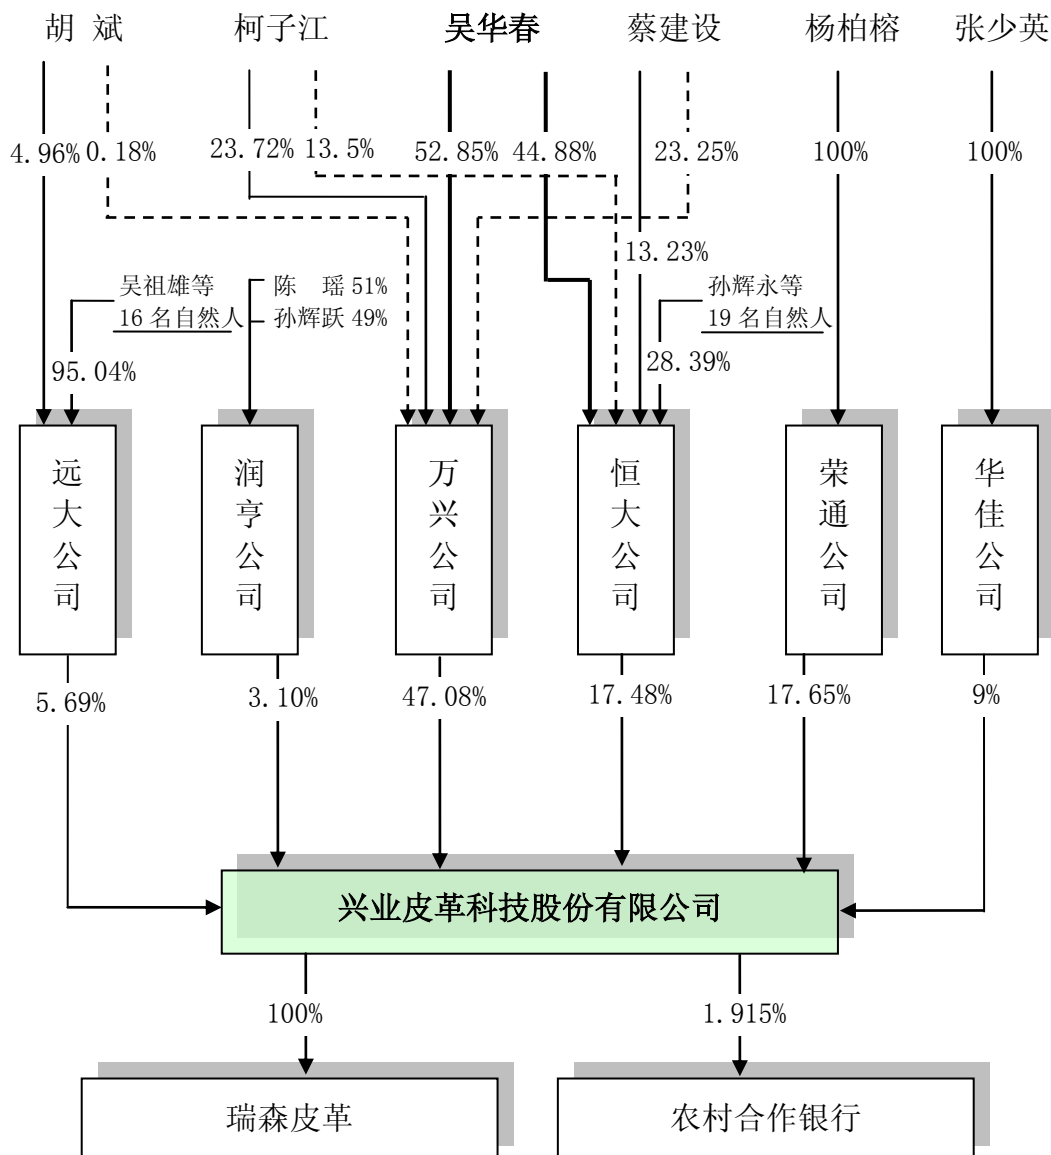 胡 斌 柯子江 吴华春 蔡建设 杨柏榕 张少英
4.96% 0.18% 23.72% 13.5% 52.85% 44.88% 23.25% 100% 100%
13.23%
吴祖雄等
16 名自然人
陈 瑶 51%
孙辉跃 49%
孙辉永等
19 名自然人
95.04%
28.39%
远大公司
润亨公司
万兴公司
恒大公司
荣通公司
华佳公司
5.69% 3.10% 47.08% 17.48% 17.65% 9%
兴业皮革科技股份有限公司
100% 1.915%
瑞森皮革 农村合作银行